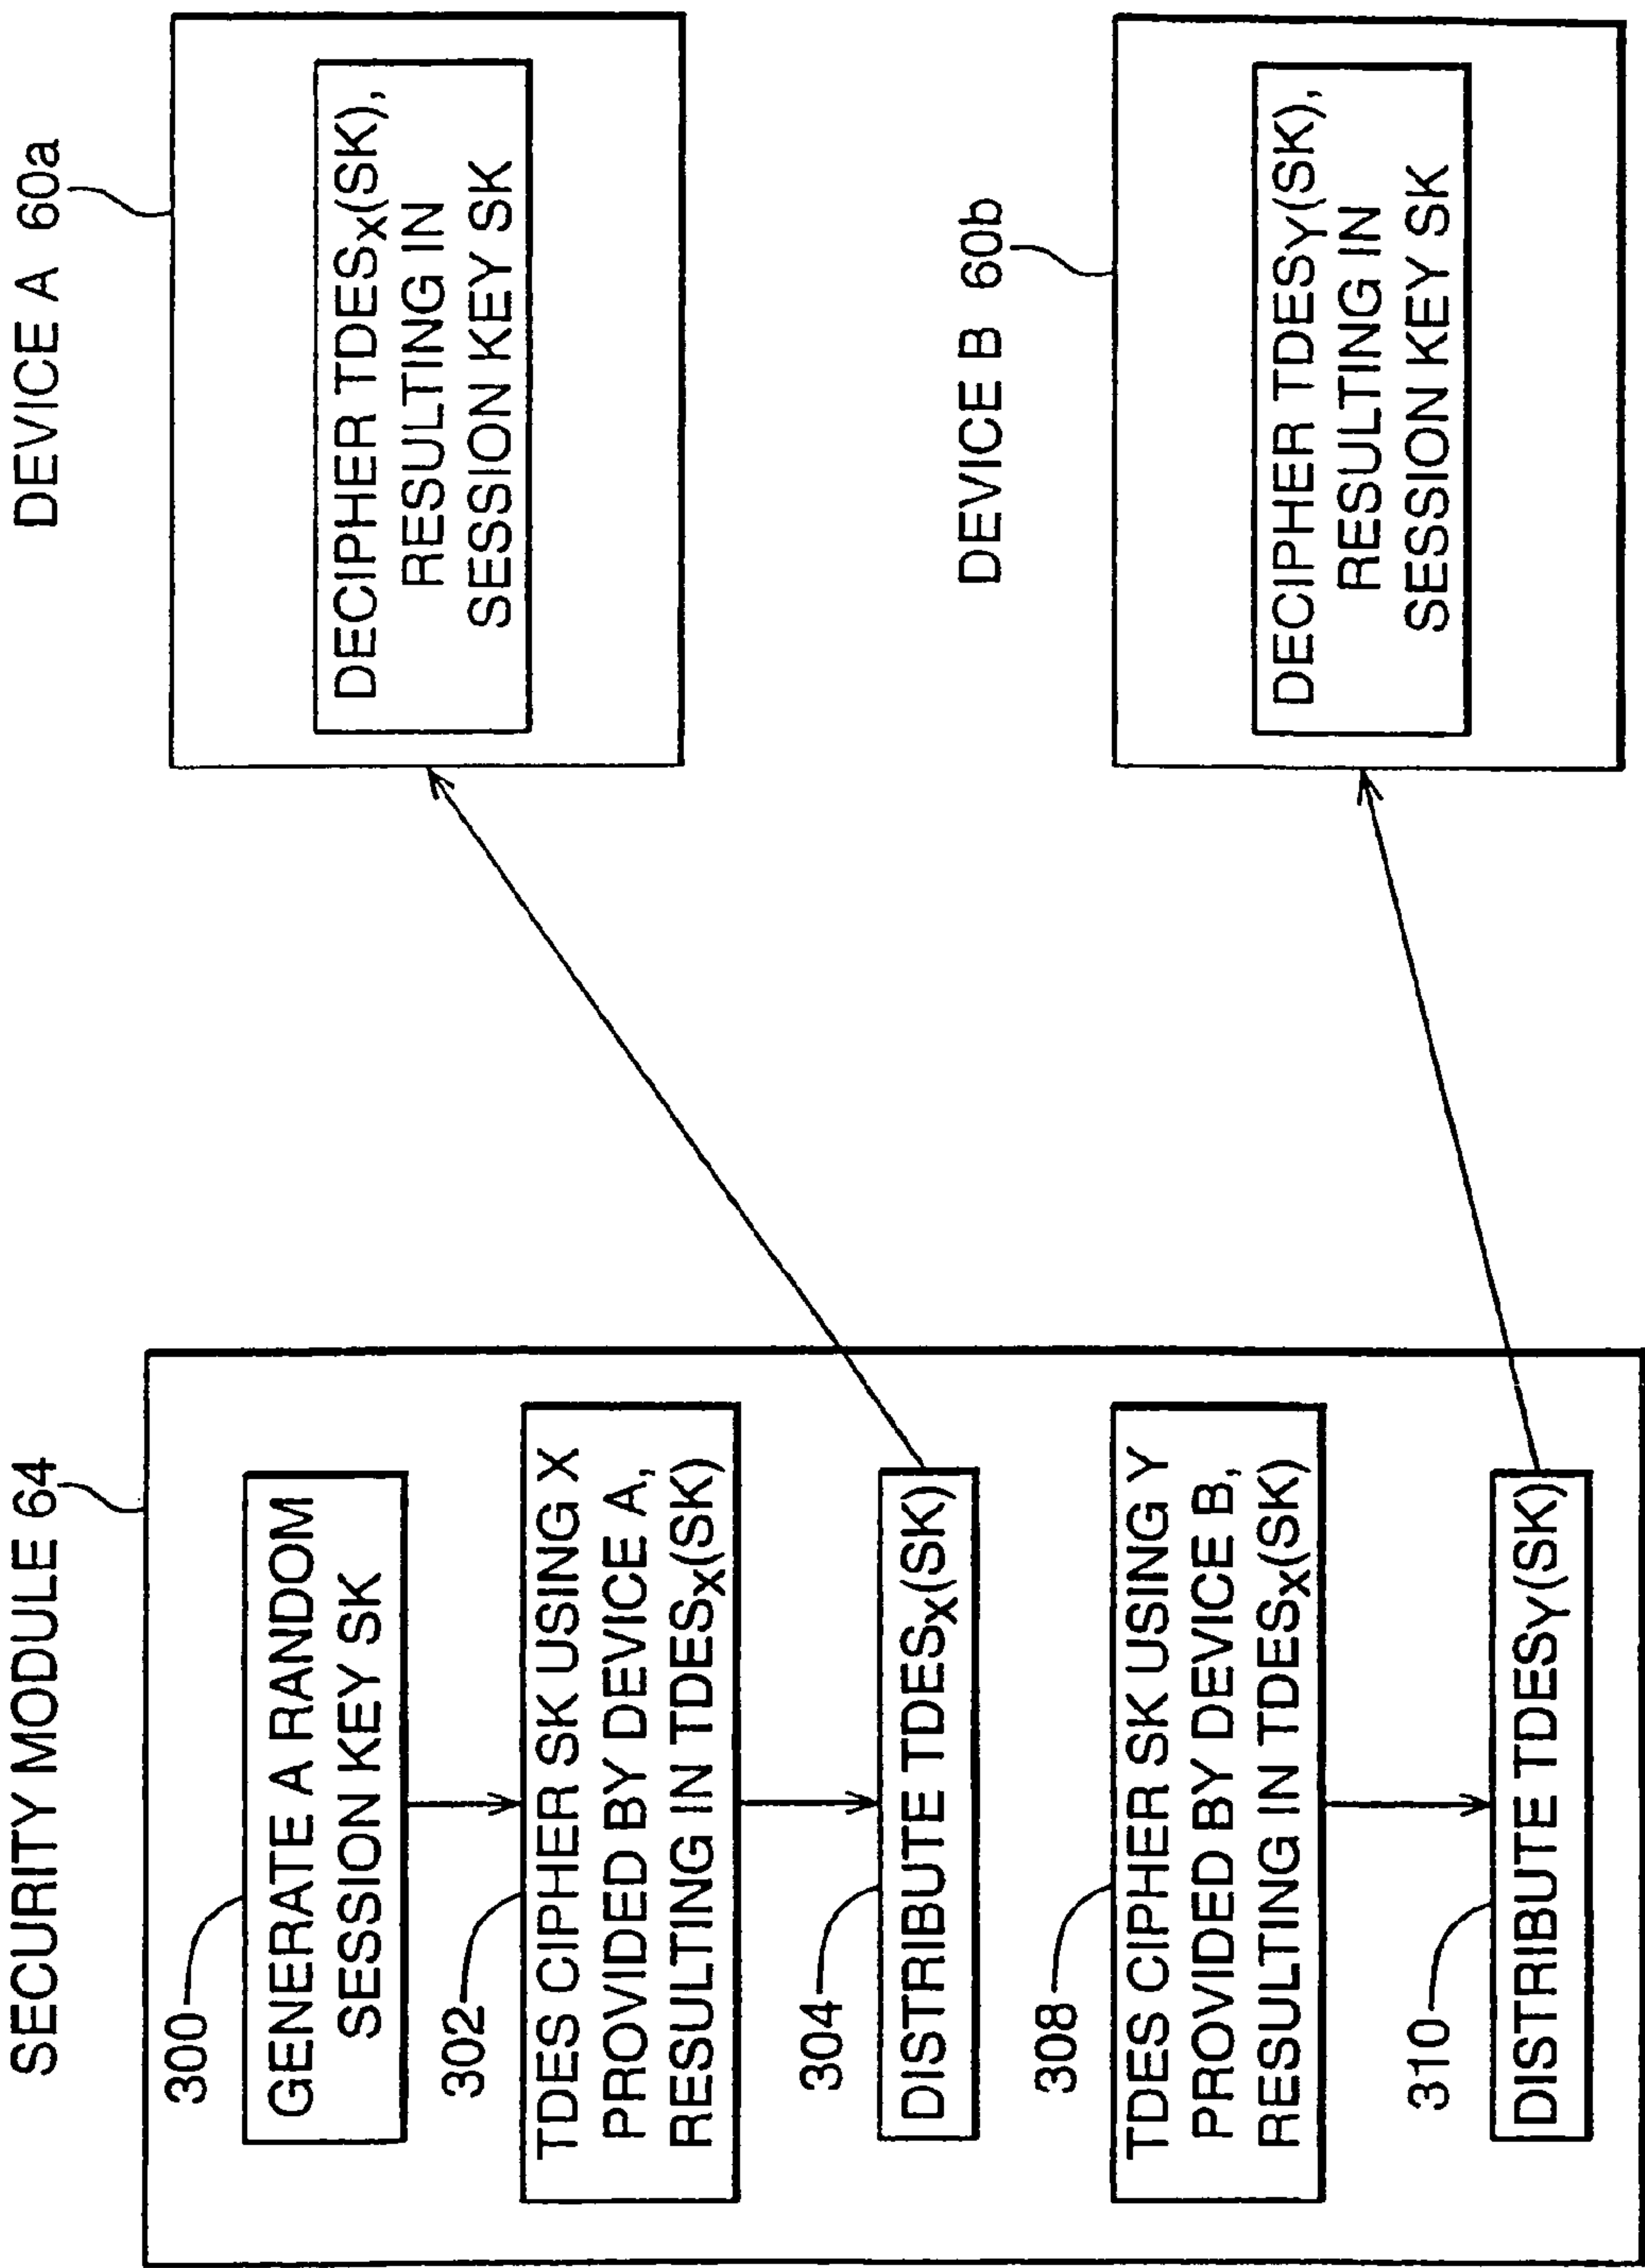 SECURITY MODULE 64
300
GENERATE A RANDOM
SESSION KEY SK
302
TDES CIPHER SK USING X
PROVIDED BY DEVICE A,
RESULTING IN TDESX(SK)
304
DISTRIBUTE TDESX(SK)
308
TDES CIPHER SK USING Y
PROVIDED BY DEVICE B,
RESULTING IN TDESX(SK)
310
DISTRIBUTE TDESY(SK)
DEVICE A 60a
DECIPHER TDESX(SK),
RESULTING IN
SESSION KEY SK
DEVICE B 60b
DECIPHER TDESY(SK),
RESULTING IN
SESSION KEY SK